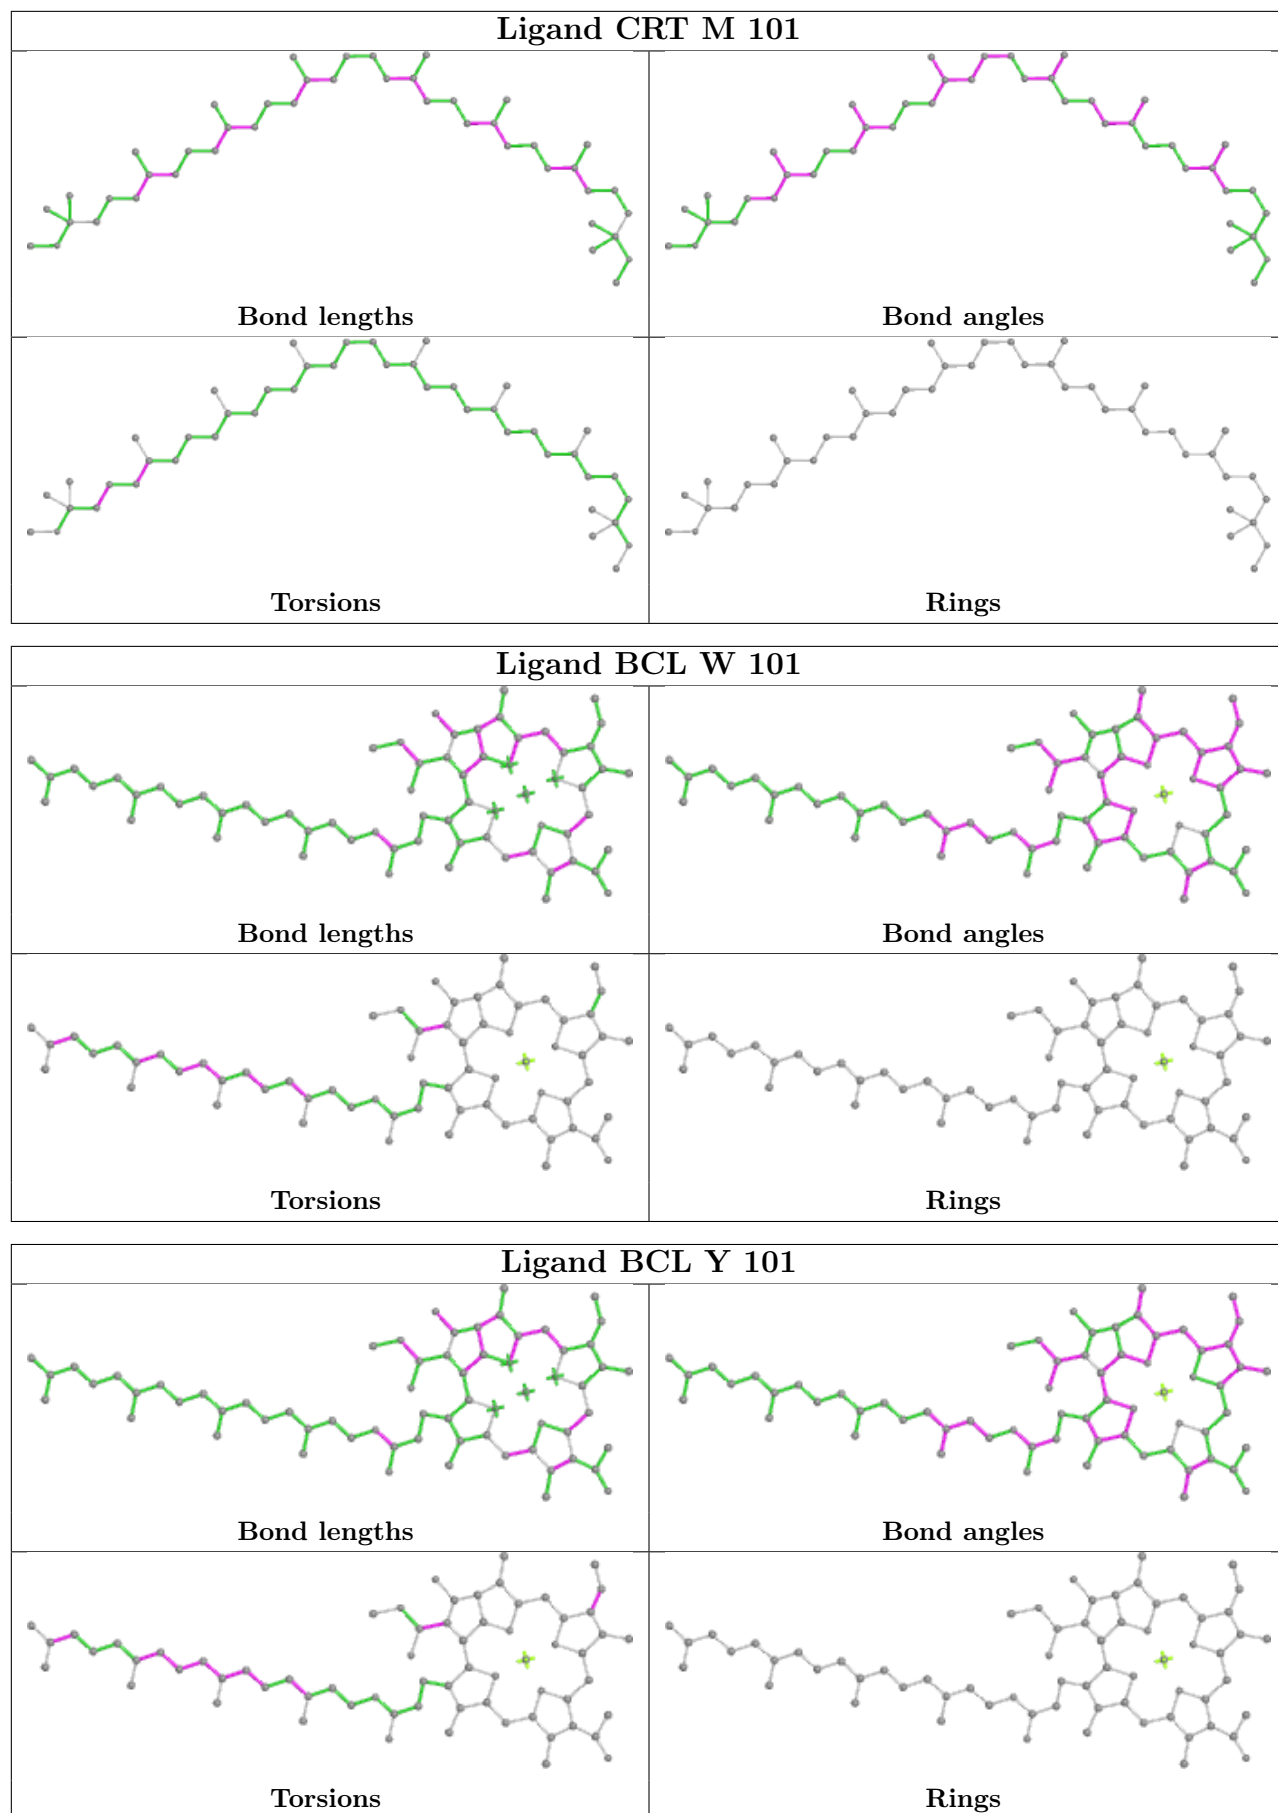 Ligand CRT M 101
Bond lengths
Bond angles
Torsions
Rings
Ligand BCL W 101
Bond lengths
Bond angles
Torsions
Rings
Ligand BCL Y 101
Bond lengths
Bond angles
Torsions
Rings